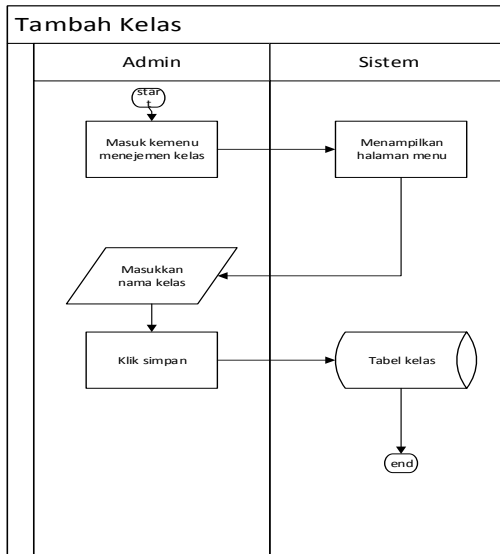 Tambah Kelas
Admin
Sistem
star
t
Masuk kemenu
menejemen kelas
Menampilkan
halaman menu
Masukkan
nama kelas
Klik simpan
Tabel kelas
end